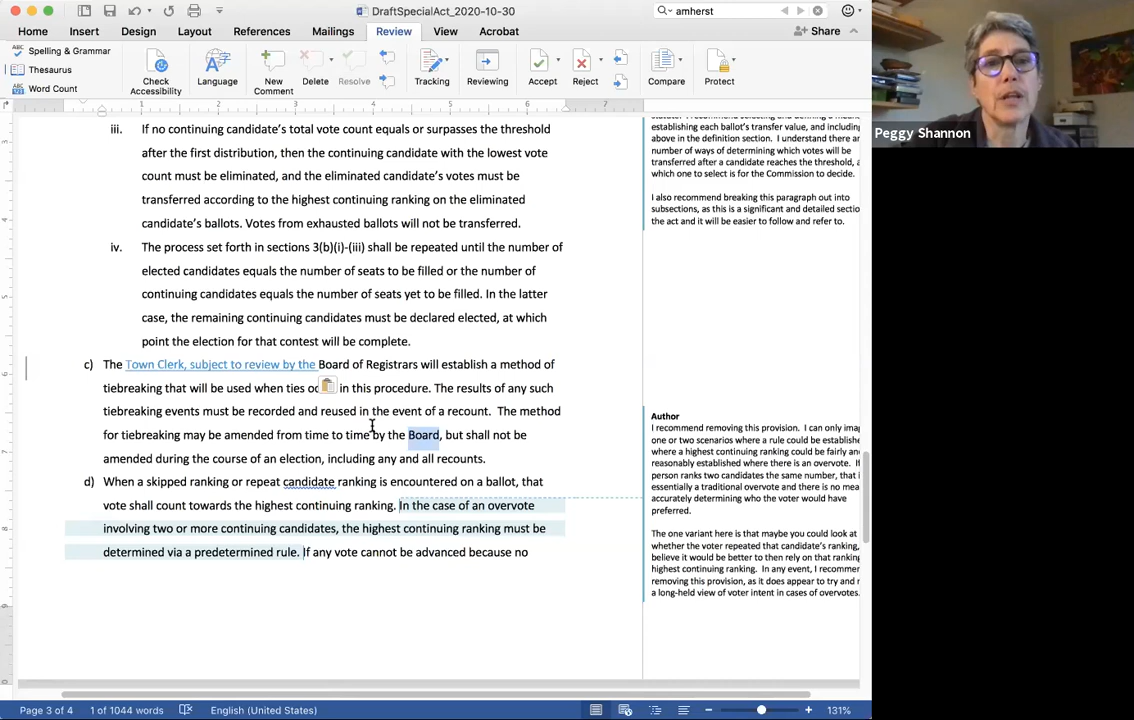 DraftSpecialAct_2020-10-30
amherst
Home
Insert
Design
Layout
References
Mailings
Review
View
Acrobat
Share
ABC Spelling & Grammar
Thesaurus
ABC 123 Word Count
Check Accessibility
Language
New Comment
Delete
Resolve
Tracking
Reviewing
Accept
Reject
Compare
Protect
Peggy Shannon
1 2 3 4 5 6 7
iii. If no continuing candidate's total vote count equals or surpasses the threshold
after the first distribution, then the continuing candidate with the lowest vote
count must be eliminated, and the eliminated candidate's votes must be
transferred according to the highest continuing ranking on the eliminated
candidate's ballots. Votes from exhausted ballots will not be transferred.
iv. The process set forth in sections 3(b)(i)-(iii) shall be repeated until the number of
elected candidates equals the number of seats to be filled or the number of
continuing candidates equals the number of seats yet to be filled. In the latter
case, the remaining continuing candidates must be declared elected, at which
point the election for that contest will be complete.
c) The Town Clerk, subject to review by the Board of Registrars will establish a method of
tiebreaking that will be used when ties oc in this procedure. The results of any such
tiebreaking events must be recorded and reused in the event of a recount. The method
for tiebreaking may be amended from time to time by the Board, but shall not be
amended during the course of an election, including any and all recounts.
d) When a skipped ranking or repeat candidate ranking is encountered on a ballot, that
vote shall count towards the highest continuing ranking. In the case of an overvote
involving two or more continuing candidates, the highest continuing ranking must be
determined via a predetermined rule. If any vote cannot be advanced because no
establishing each ballot's transfer value, and including
above in the definition section. I understand there ar
number of ways of determining which votes will be
transferred after a candidate reaches the threshold, a
which one to select is for the Commission to decide.
I also recommend breaking this paragraph out into
subsections, as this is a significant and detailed sectio
the act and it will be easier to follow and refer to.
Author
I recommend removing this provision. I can only imag
one or two scenarios where a rule could be establishe
where a highest continuing ranking could be fairly an
reasonably established where there is an overvote. If
person ranks two candidates the same number, that i
essentially a traditional overvote and there is no mea
accurately determining who the voter would have
preferred.
The one variant here is that maybe you could look at
whether the voter repeated that candidate's ranking,
believe it would be better to then rely on that ranking
highest continuing ranking. In any event, I recommen
removing this provision, as it does appear to try and r
a long-held view of voter intent in cases of overvotes.
Page 3 of 4
1 of 1044 words
English (United States)
131%